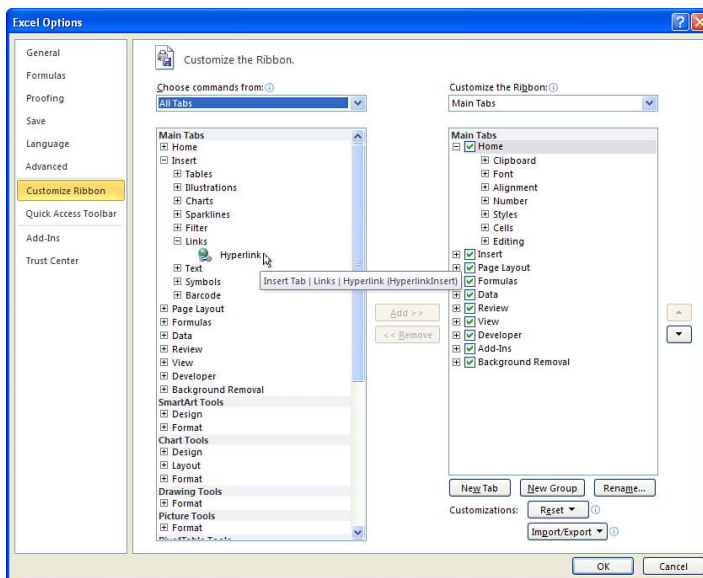 Excel Options
General
Formulas
Proofing
Save
Language
Advanced
Customize Ribbon
Quick Access Toolbar
Add-Ins
Trust Center
Customize the Ribbon.
Choose commands from:
All Tabs
Main Tabs
Home
Insert
Tables
Illustrations
Charts
Sparklines
Filter
Links
Hyperlink
Insert Tab | Links | Hyperlink (HyperlinkInsert)
Text
Symbols
Barcode
Page Layout
Formulas
Data
Review
View
Developer
Background Removal
SmartArt Tools
Design
Format
Chart Tools
Design
Layout
Format
Drawing Tools
Format
Picture Tools
Format
PivotTable Tools
Add >>
<< Remove
Customize the Ribbon:
Main Tabs
Main Tabs
Home
Clipboard
Font
Alignment
Number
Styles
Cells
Editing
Insert
Page Layout
Formulas
Data
Review
View
Developer
Add-Ins
Background Removal
New Tab
New Group
Rename...
Customizations:
Reset
Import/Export
OK
Cancel